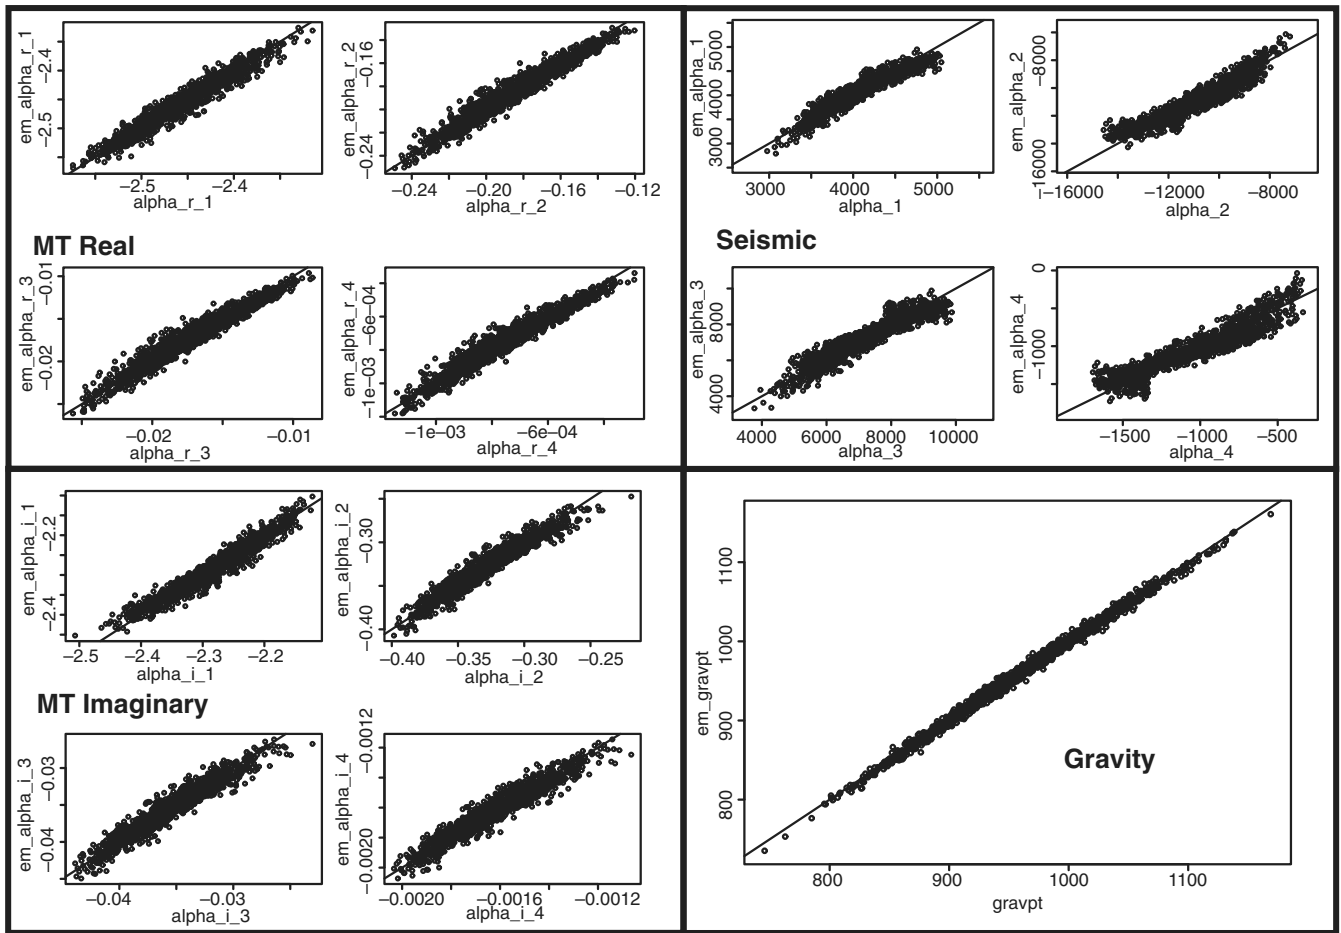 em_alpha_r_1
−2.5 −2.4
−2.5 −2.4
alpha_r_1
em_alpha_r_2
−0.24 −0.16
−0.24 −0.20 −0.16 −0.12
alpha_r_2
MT Real
em_alpha_r_3
−0.02 −0.01
−0.02 −0.01
alpha_r_3
em_alpha_r_4
−1e−03 −6e−04
−1e−03 −6e−04
alpha_r_4
em_alpha_1
3000 4000 5000
3000 4000 5000
alpha_1
em_alpha_2
−16000 −8000
−16000 −12000 −8000
alpha_2
Seismic
em_alpha_3
4000 8000
4000 6000 8000 10000
alpha_3
em_alpha_4
−1000 0
−1500 −1000 −500
alpha_4
em_alpha_i_1
−2.4 −2.2
−2.5 −2.4 −2.3 −2.2
alpha_i_1
em_alpha_i_2
−0.40 −0.30
−0.40 −0.35 −0.30 −0.25
alpha_i_2
MT Imaginary
em_alpha_i_3
−0.04 −0.03
−0.04 −0.03
alpha_i_3
em_alpha_i_4
−0.0020 −0.0012
−0.0020 −0.0016 −0.0012
alpha_i_4
em_gravpt
800 900 1000 1100
Gravity
800 900 1000 1100
gravpt